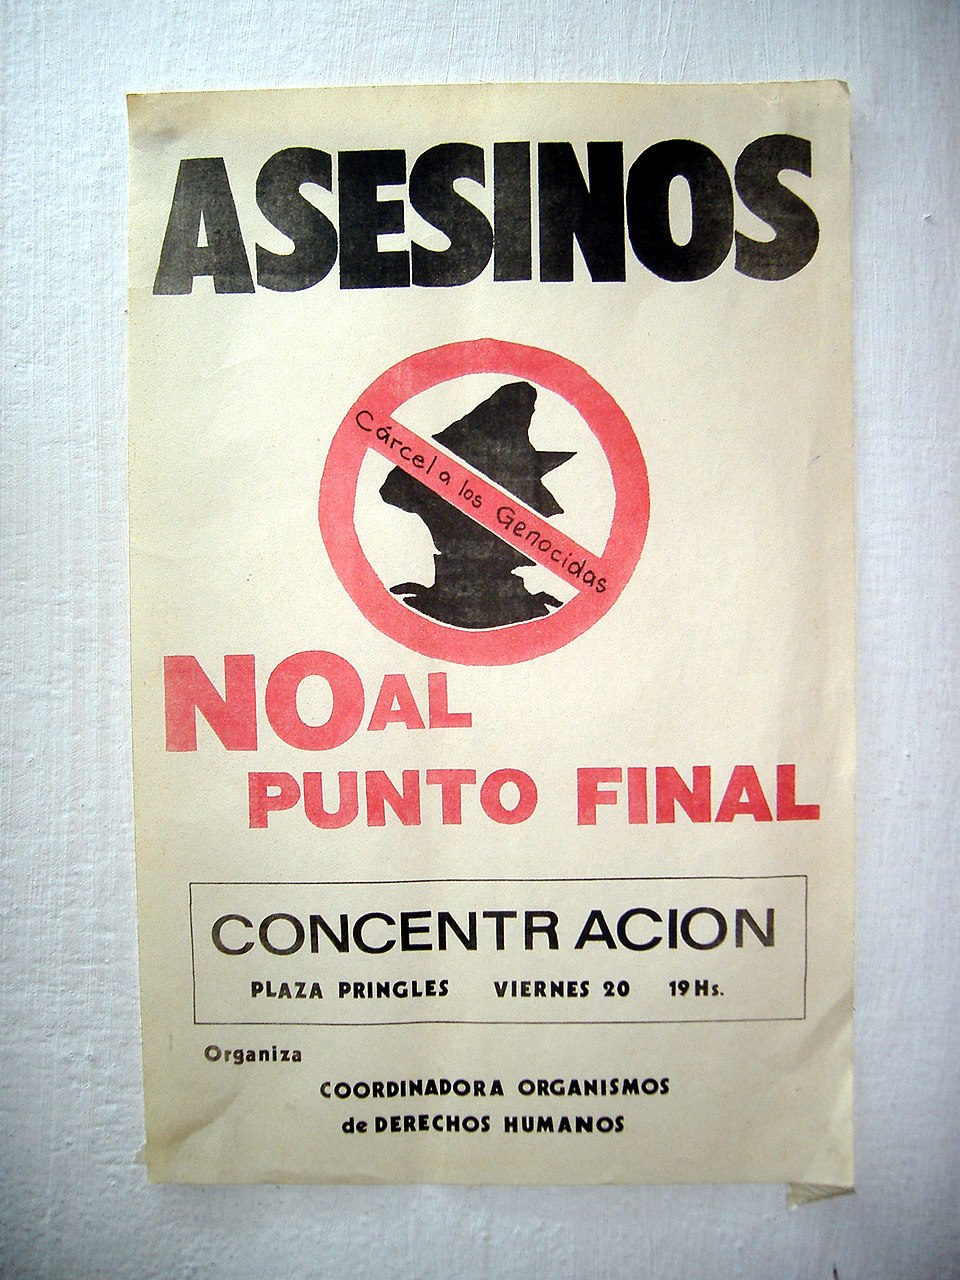 ASESINOS
Cárcel a los Genocidas
NO AL
PUNTO FINAL
CONCENTRACION
PLAZA PRINGLES VIERNES 20 19 Hs.
Organiza
COORDINADORA ORGANISMOS
de DERECHOS HUMANOS